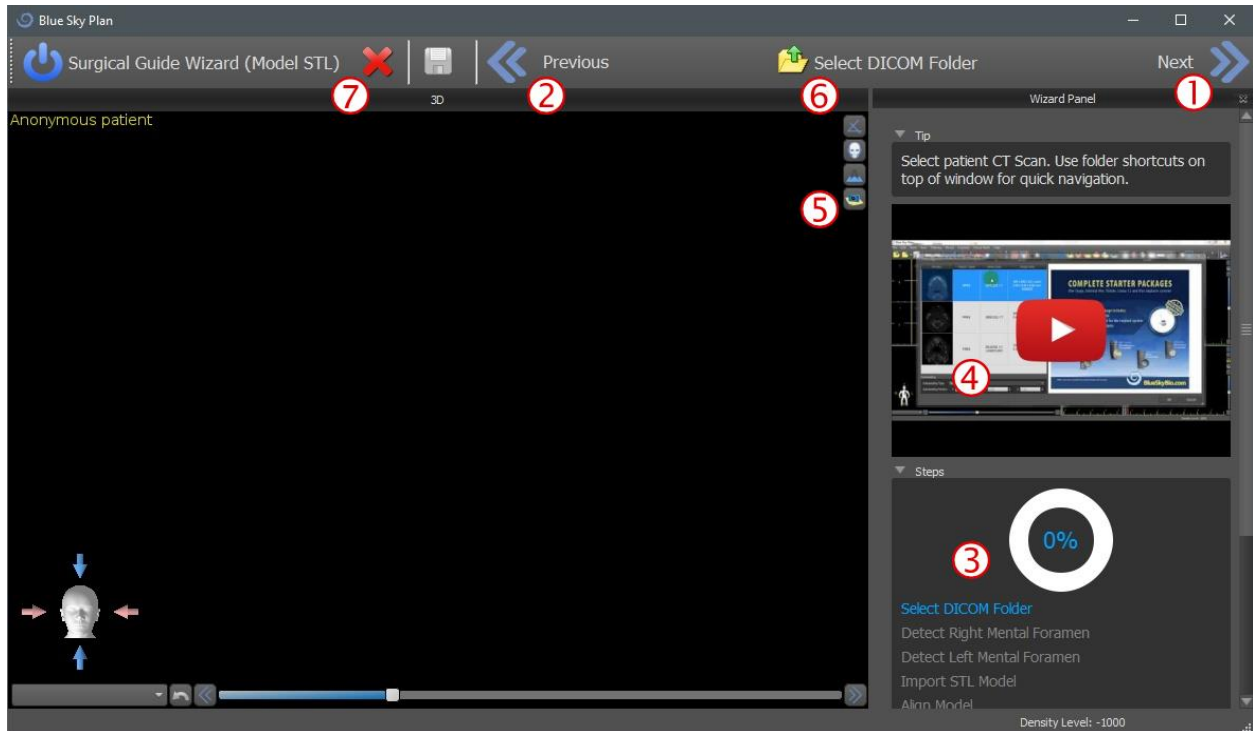 Blue Sky Plan
Surgical Guide Wizard (Model STL)
Previous
Select DICOM Folder
Next
7
2
6
1
3D
Wizard Panel
Anonymous patient
Tip
Select patient CT Scan. Use folder shortcuts on
top of window for quick navigation.
5
COMPLETE STARTER PACKAGES
4
BlueSkyBio.com
Steps
0%
3
Select DICOM Folder
Detect Right Mental Foramen
Detect Left Mental Foramen
Import STL Model
Align Model
Density Level: -1000